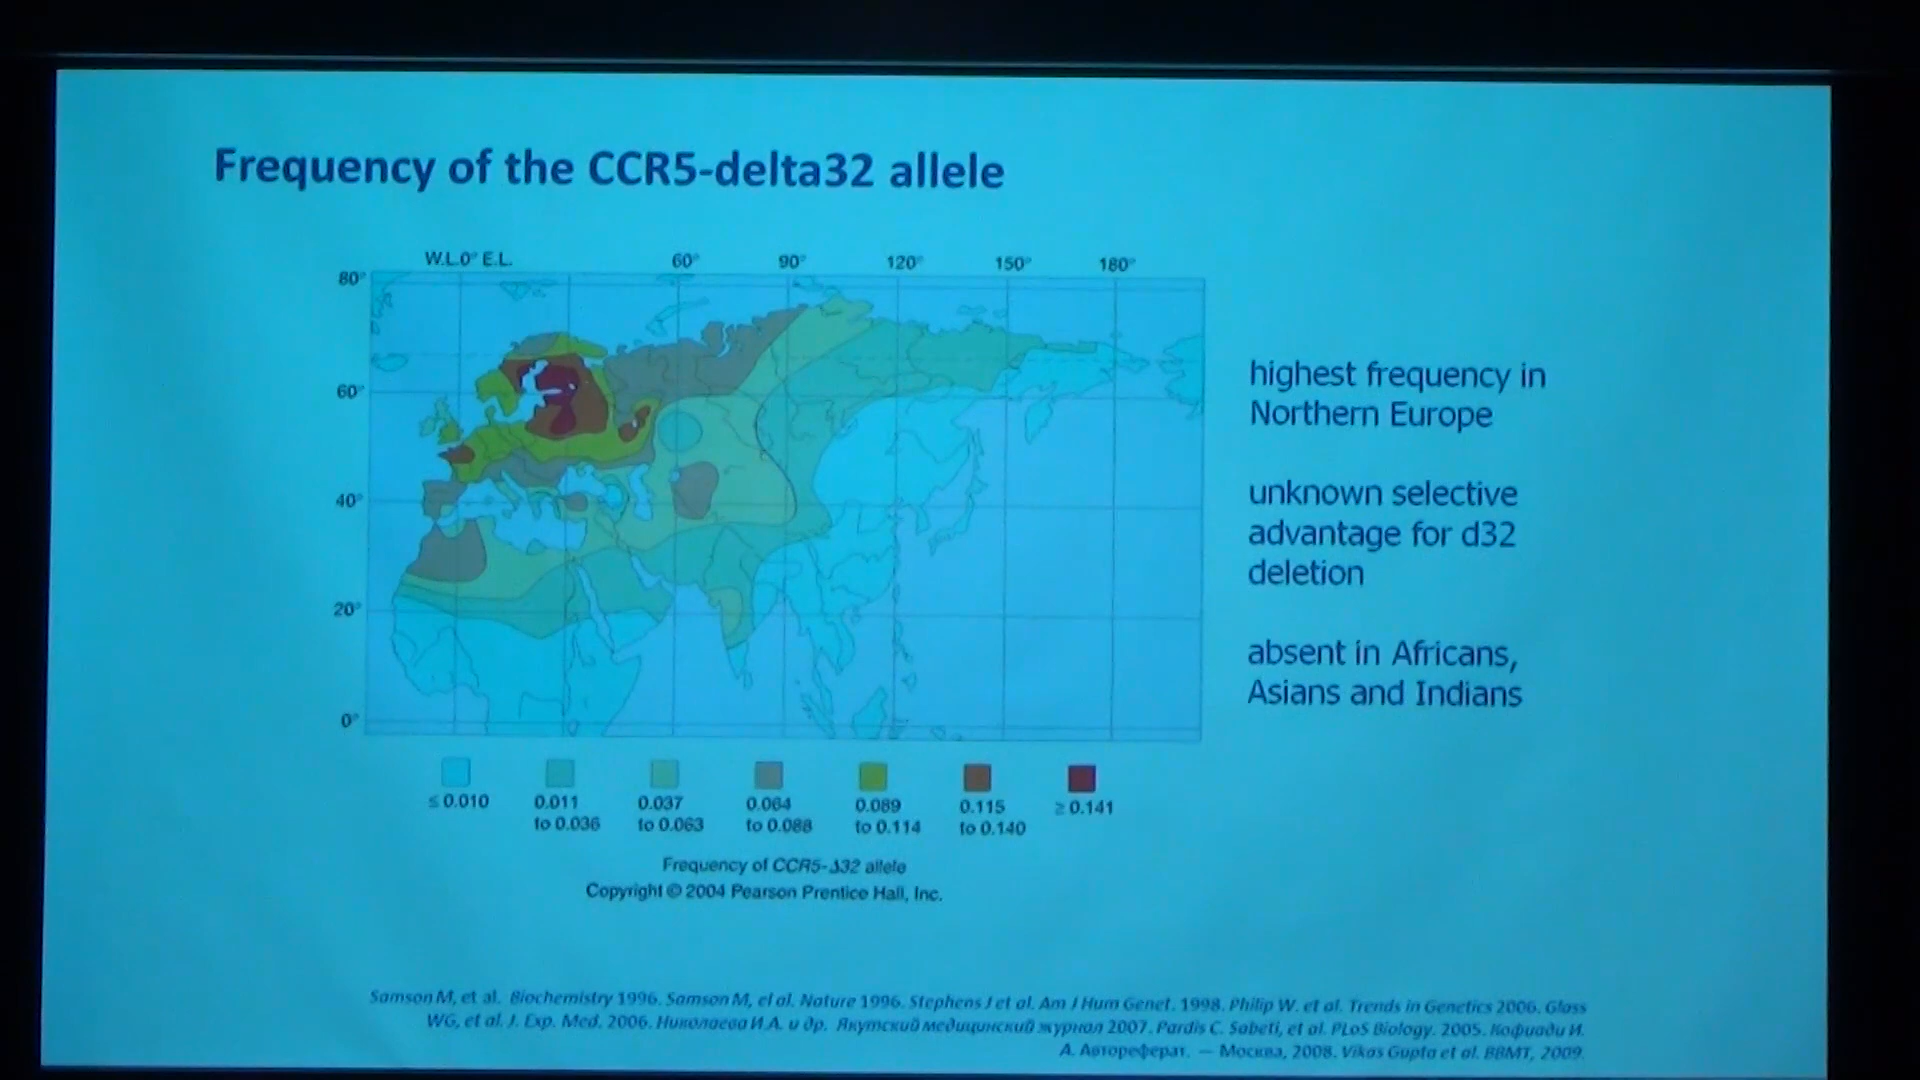 Frequency of the CCR5-delta32 allele
W.L.0° E.L. 60° 90° 120° 150° 180°
80°
60°
40°
20°
0°
highest frequency in
Northern Europe
unknown selective
advantage for d32
deletion
absent in Africans,
Asians and Indians
≤ 0.010 0.011 0.037 0.064 0.089 0.115 ≥ 0.141
to 0.036 to 0.063 to 0.088 to 0.114 to 0.140
Frequency of CCR5-Δ32 allele
Copyright © 2004 Pearson Prentice Hall, Inc.
Samson M, et al. Biochemistry 1996. Samson M, el al. Nature 1996. Stephens J et al. Am J Hum Genet. 1998. Philip W. et al. Trends in Genetics 2006. Glass
WG, et al. J. Exp. Med. 2006. Николаева И.А. и др. Якутский медицинский журнал 2007. Pardis C. Sabeti, et al. PLoS Biology. 2005. Кофиади И.
А. Автореферат. — Москва, 2008. Vikas Gupta et al. BBMT, 2009.